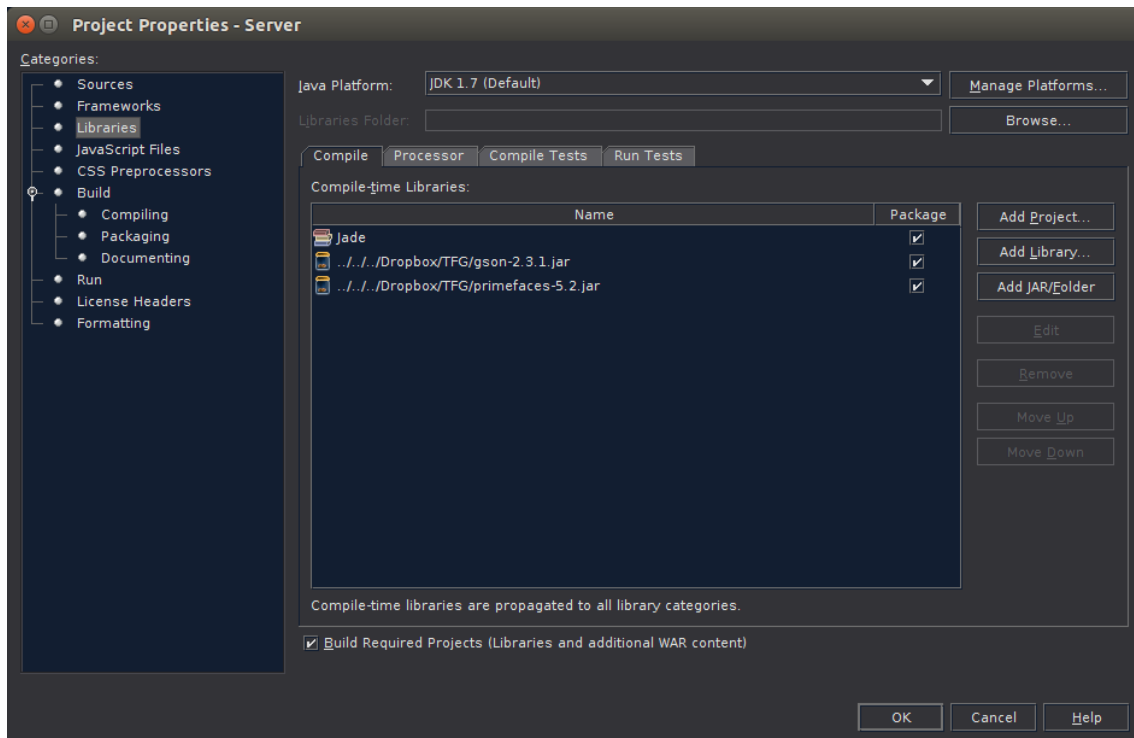 Project Properties - Server
Categories:
Sources
Frameworks
Libraries
JavaScript Files
CSS Preprocessors
Build
Compiling
Packaging
Documenting
Run
License Headers
Formatting
Java Platform: JDK 1.7 (Default) Manage Platforms...
Libraries Folder: Browse...
Compile Processor Compile Tests Run Tests
Compile-time Libraries:
Name Package
Jade
../../../Dropbox/TFG/gson-2.3.1.jar
../../../Dropbox/TFG/primefaces-5.2.jar
Add Project...
Add Library...
Add JAR/Folder
Edit
Remove
Move Up
Move Down
Compile-time libraries are propagated to all library categories.
Build Required Projects (Libraries and additional WAR content)
OK Cancel Help